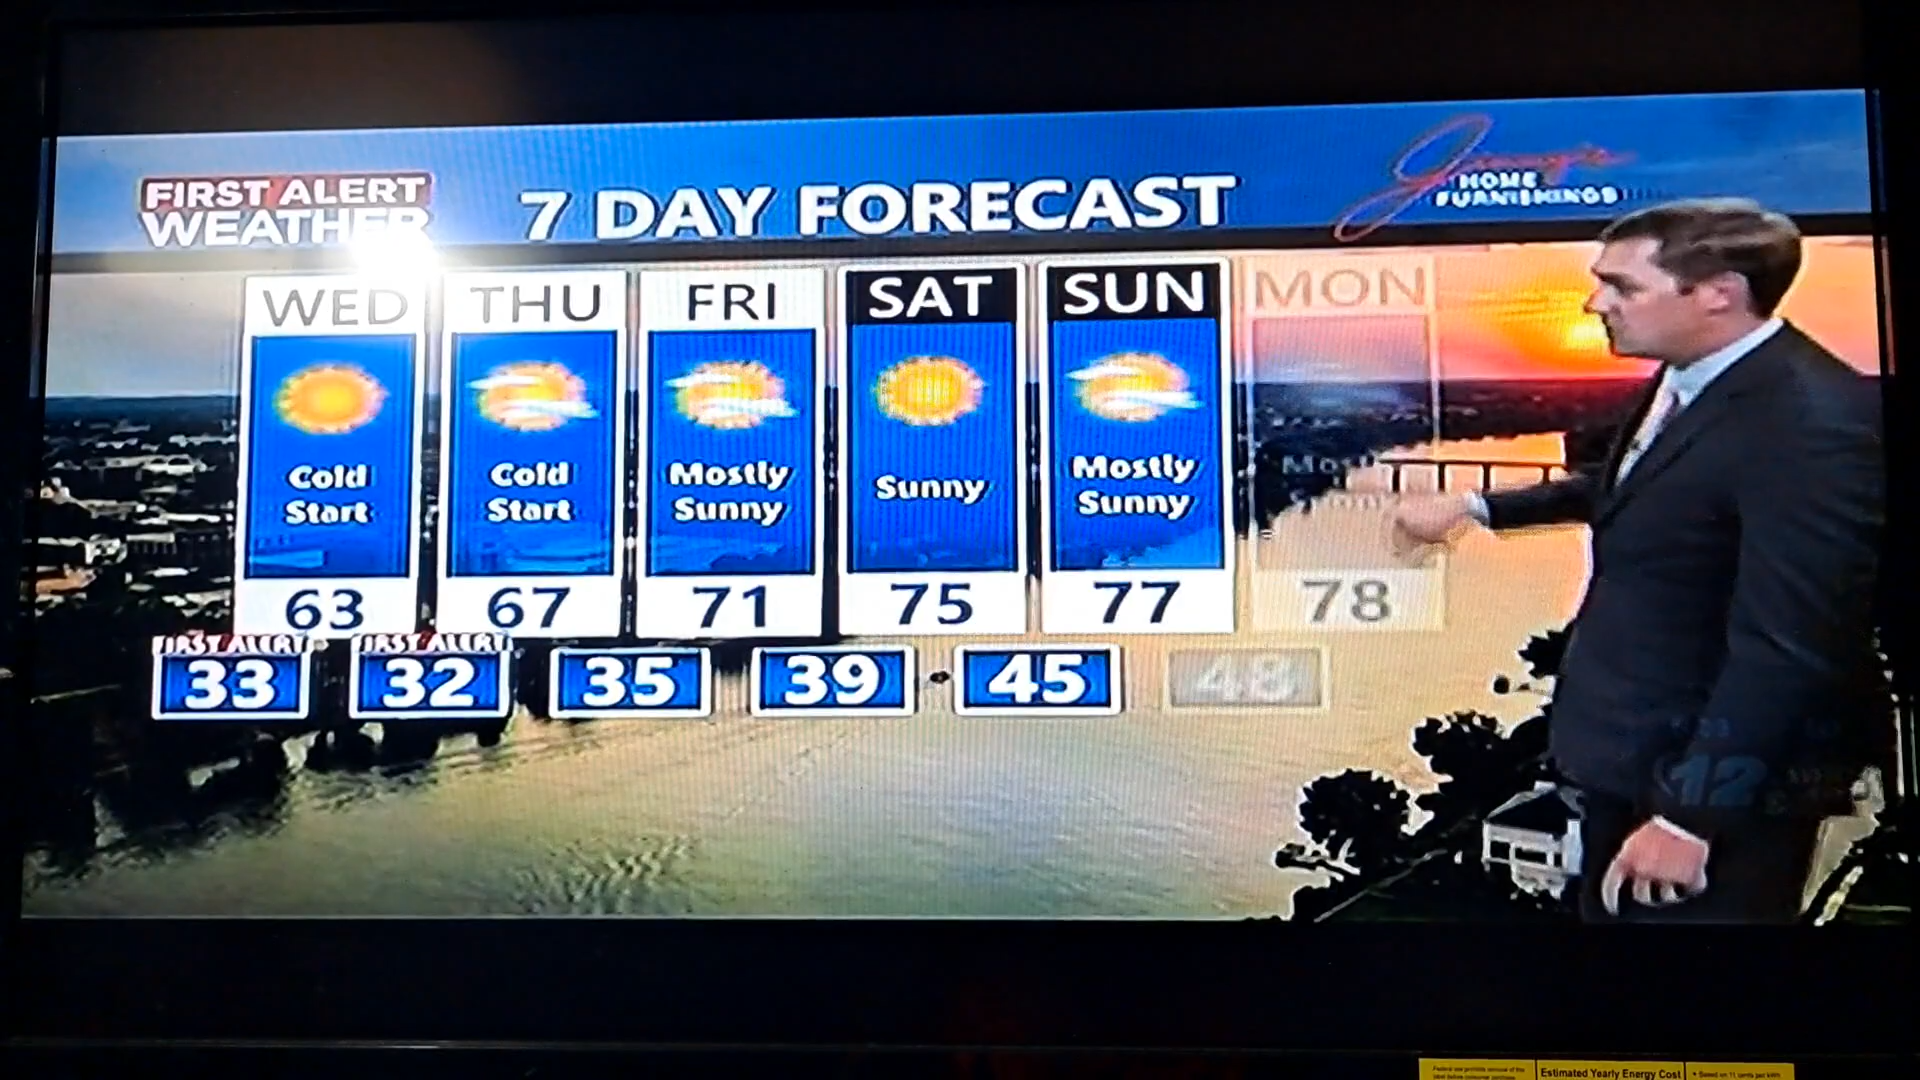 FIRST ALERT
WEATHER
7 DAY FORECAST
HOME
FURNISHINGS
WED THU FRI SAT SUN MON
Cold Start
Cold Start
Mostly Sunny
Sunny
Mostly Sunny
63 67 71 75 77 78
FIRST ALERT FIRST ALERT
33 32 35 39 45 48
12
Estimated Yearly Energy Cost